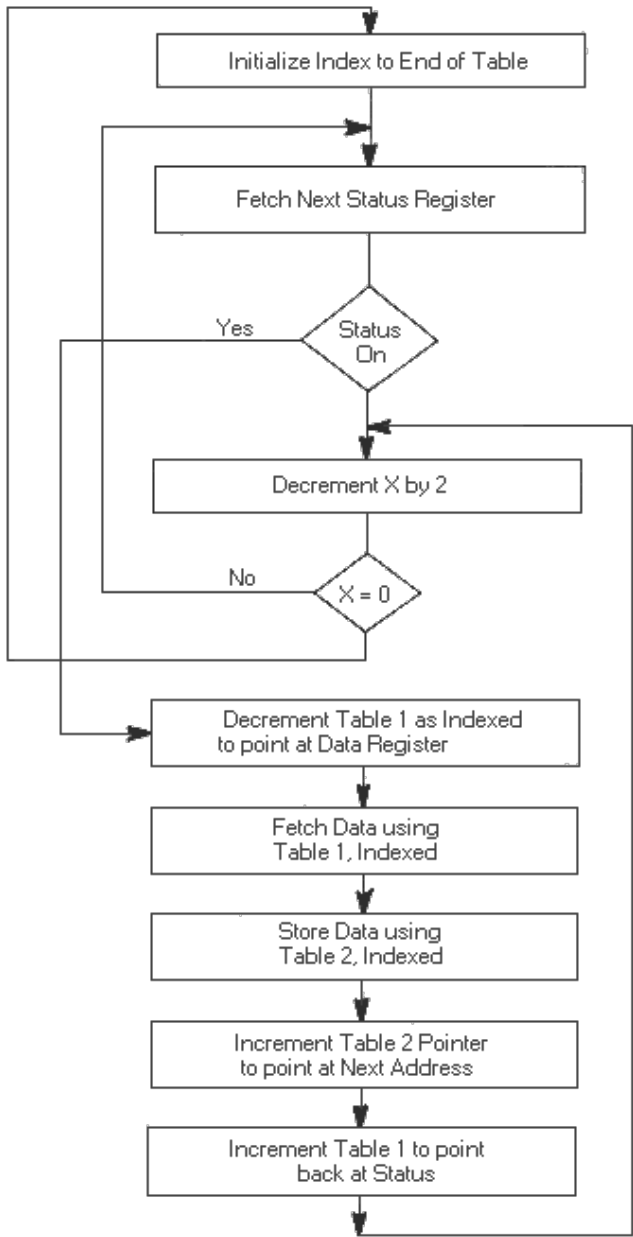 Initialize Index to End of Table
Fetch Next Status Register
Yes
Status
On
Decrement X by 2
No
X = 0
Decrement Table 1 as Indexed
to point at Data Register
Fetch Data using
Table 1, Indexed
Store Data using
Table 2, Indexed
Increment Table 2 Pointer
to point at Next Address
Increment Table 1 to point
back at Status